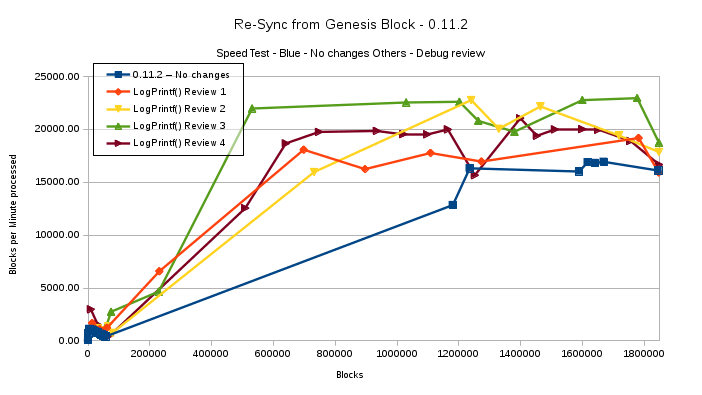 Re-Sync from Genesis Block - 0.11.2
Speed Test - Blue - No changes Others - Debug review
0.11.2 -- No changes
LogPrintf() Review 1
LogPrintf() Review 2
LogPrintf() Review 3
LogPrintf() Review 4
25000.00
20000.00
15000.00
10000.00
5000.00
0.00
Blocks per Minute processed
0 200000 400000 600000 800000 1000000 1200000 1400000 1600000 1800000
Blocks